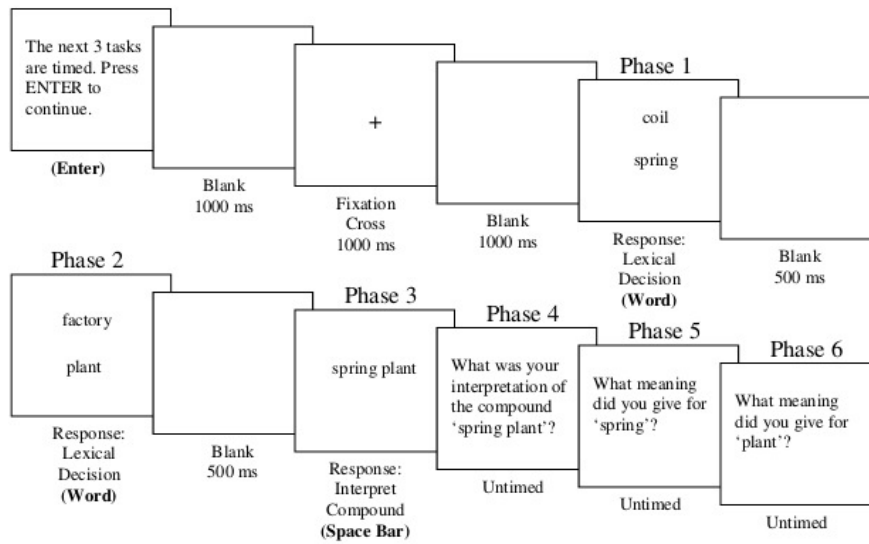 The next 3 tasks
are timed. Press
ENTER to
continue.
(Enter)
Blank
1000 ms
+
Fixation
Cross
1000 ms
Blank
1000 ms
Phase 1
coil
spring
Response:
Lexical
Decision
(Word)
Blank
500 ms
Phase 2
factory
plant
Response:
Lexical
Decision
(Word)
Blank
500 ms
Phase 3
spring plant
Response:
Interpret
Compound
(Space Bar)
Phase 4
What was your
interpretation of
the compound
‘spring plant’?
Untimed
Phase 5
What meaning
did you give for
‘spring’?
Untimed
Phase 6
What meaning
did you give for
‘plant’?
Untimed